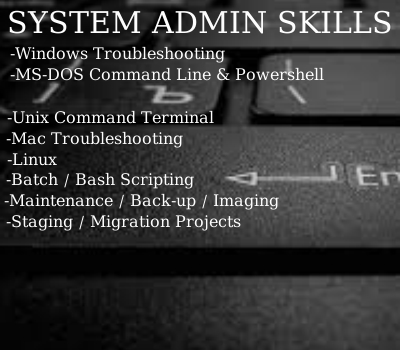 SYSTEM ADMIN SKILLS
-Windows Troubleshooting
-MS-DOS Command Line & Powershell
-Unix Command Terminal
-Mac Troubleshooting
-Linux
-Batch / Bash Scripting
-Maintenance / Back-up / Imaging
-Staging / Migration Projects
Ъ
\
En